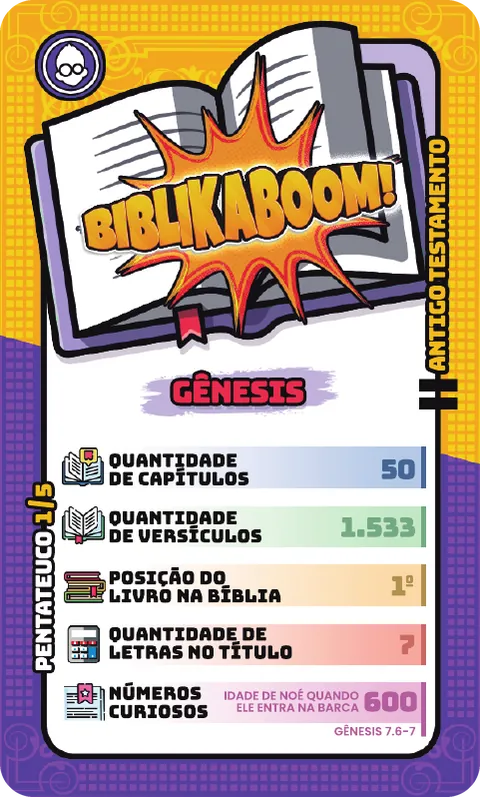 BIBLIKABOOM!
ANTIGO TESTAMENTO
GÊNESIS
QUANTIDADE
DE CAPÍTULOS
50
QUANTIDADE
DE VERSÍCULOS
1.533
POSIÇÃO DO
LIVRO NA BÍBLIA
1º
QUANTIDADE DE
LETRAS NO TÍTULO
7
NÚMEROS
CURIOSOS
IDADE DE NOÉ QUANDO
ELE ENTRA NA BARCA
600
GÊNESIS 7.6-7
PENTATEUCO 1/5